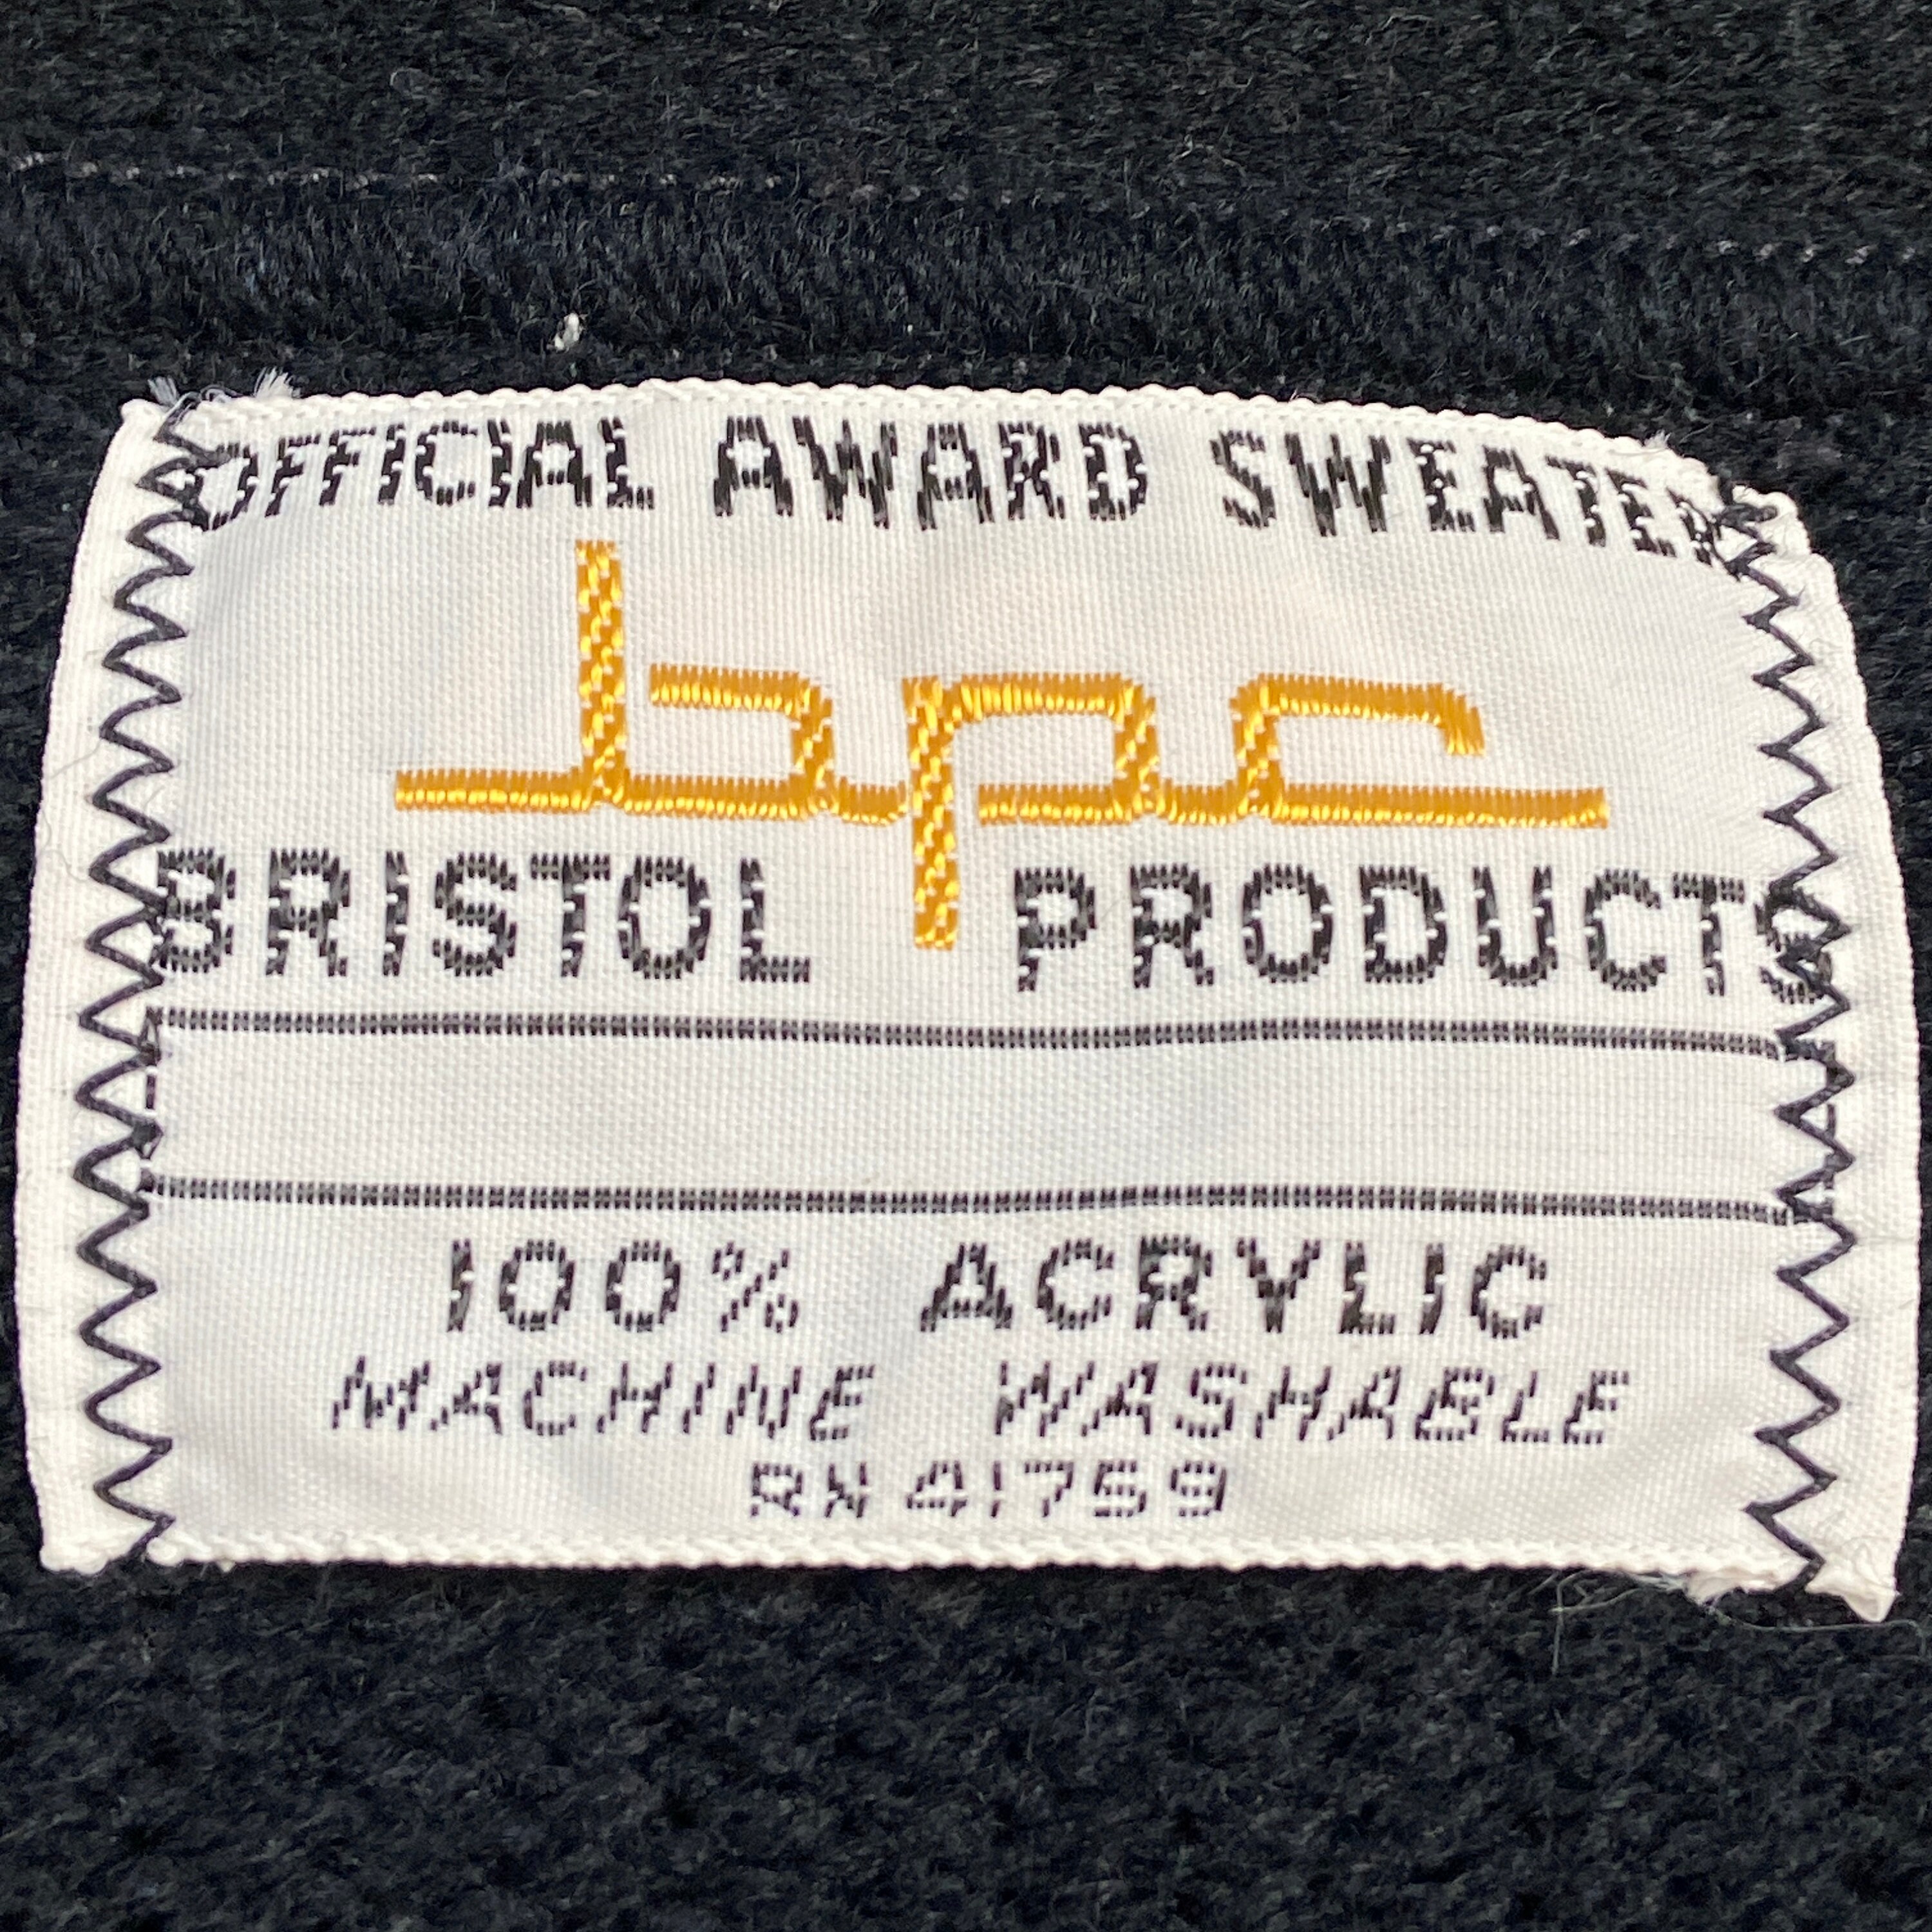 OFFICIAL AWARD SWEATER
bpc
BRISTOL PRODUCTS
100% ACRYLIC
MACHINE WASHABLE
RN 41759